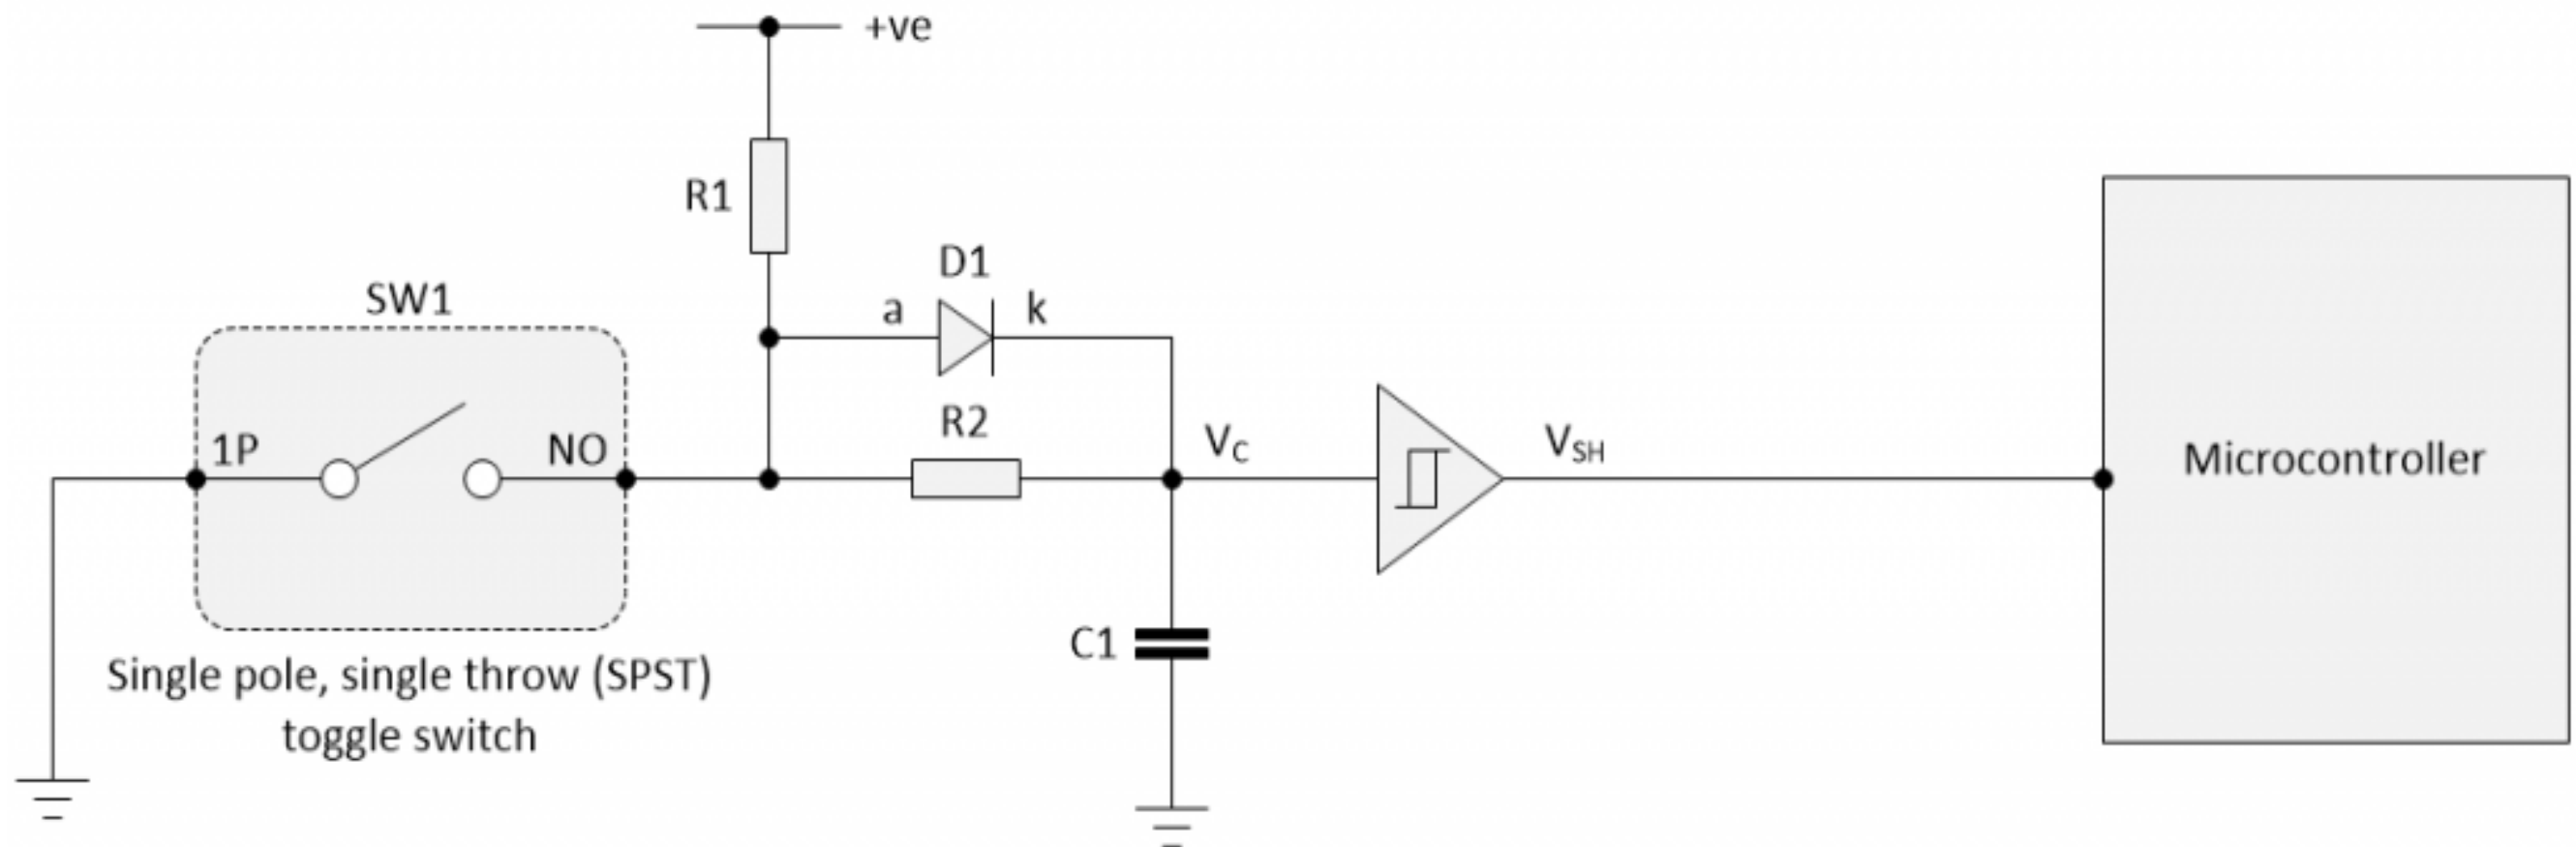 +ve
R1
D1
a
k
SW1
R2
1P
NO
VC
VSH
Microcontroller
C1
Single pole, single throw (SPST)
toggle switch